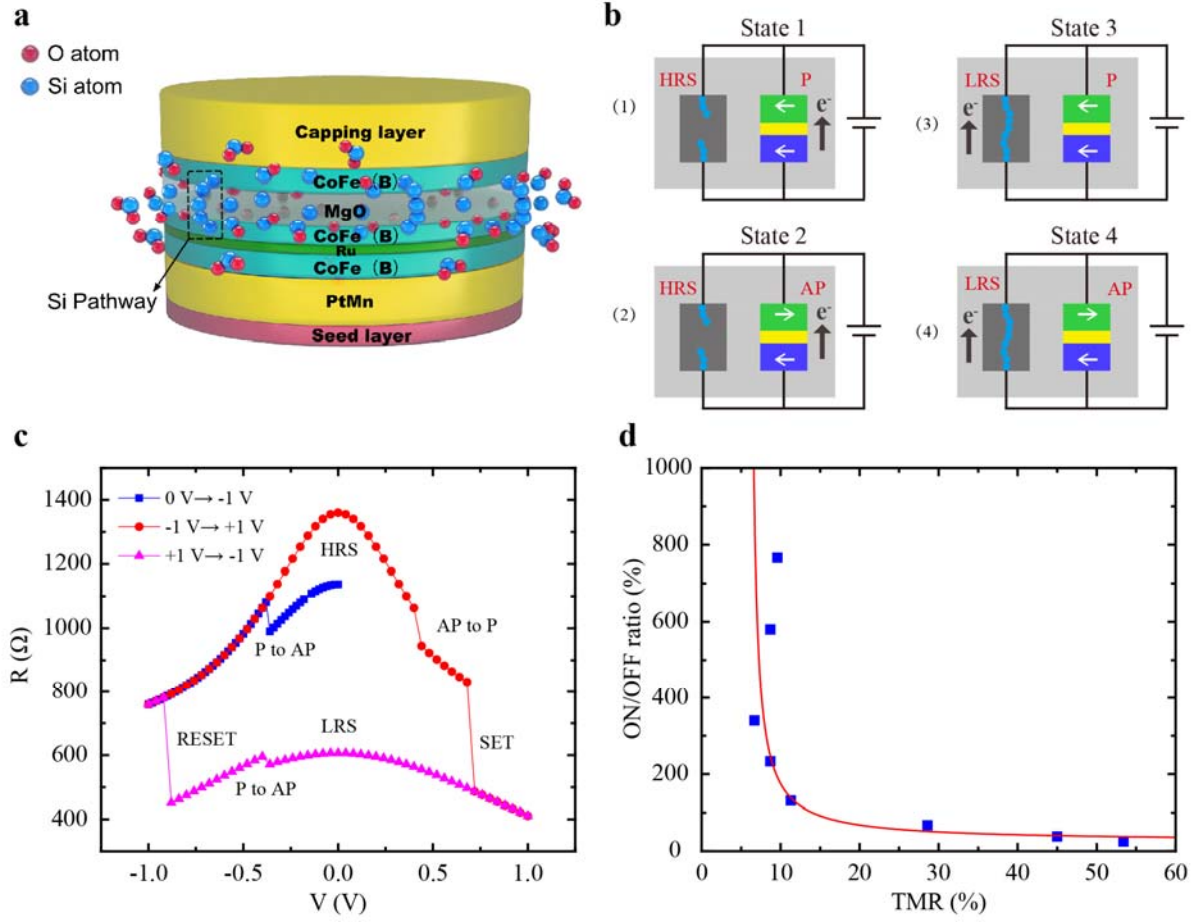 a
O atom
Si atom
Capping layer
CoFe (B)
MgO
CoFe (B)
Ru
CoFe (B)
PtMn
Seed layer
Si Pathway
b
State 1
HRS
P
(1)
e-
State 3
LRS
P
(3)
e-
State 2
HRS
AP
(2)
e-
State 4
LRS
AP
(4)
e-
c
0 V→ -1 V
-1 V→ +1 V
+1 V→ -1 V
HRS
AP to P
P to AP
LRS
RESET
SET
P to AP
R (Ω)
1400
1200
1000
800
600
400
-1.0
-0.5
0.0
0.5
1.0
V (V)
d
ON/OFF ratio (%)
1000
800
600
400
200
0
0
10
20
30
40
50
60
TMR (%)